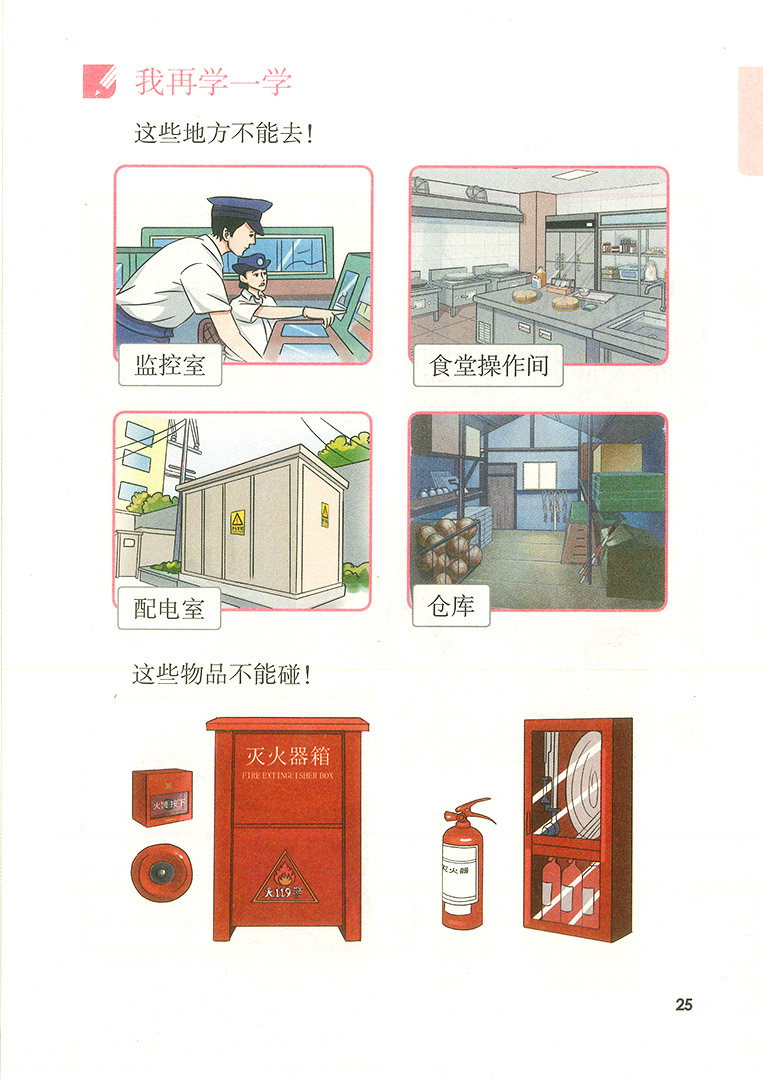 我再学一学
这些地方不能去！
监控室
食堂操作间
配电室
仓库
这些物品不能碰！
灭火器箱
FIRE EXTINGUISHER BOX
火警按下
火119警
灭火器
25